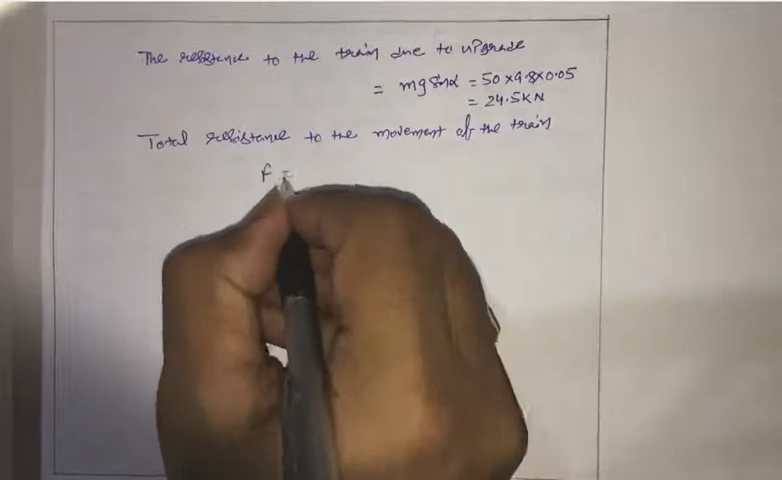 The resistance to the train due to upgrade
= mg sinα = 50×9.8×0.05
= 24.5KN
Total resistance to the movement of the train
F =